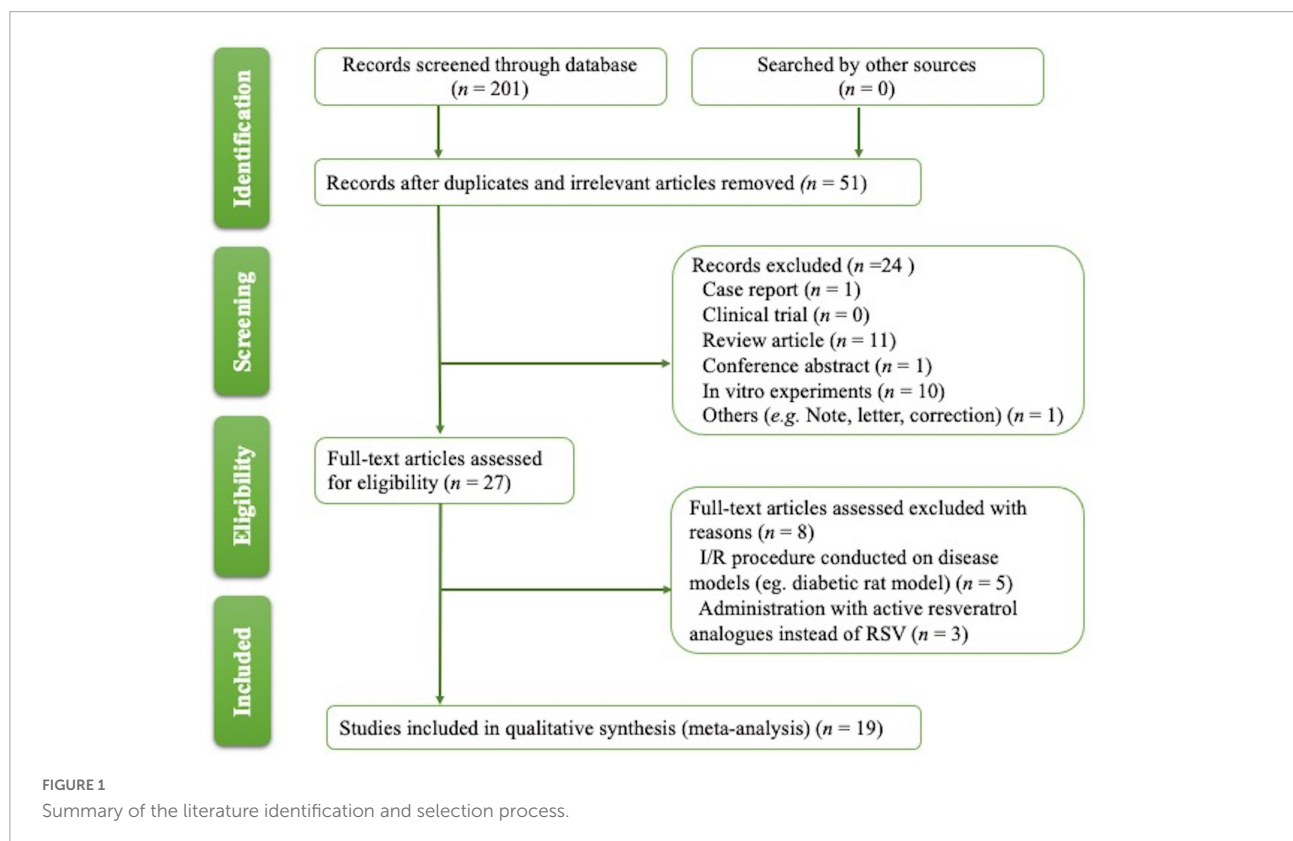 Identification
Records screened through database
(n = 201)
Searched by other sources
(n = 0)
Records after duplicates and irrelevant articles removed (n = 51)
Screening
Records excluded (n =24 )
Case report (n = 1)
Clinical trial (n = 0)
Review article (n = 11)
Conference abstract (n = 1)
In vitro experiments (n = 10)
Others (e.g. Note, letter, correction) (n = 1)
Eligibility
Full-text articles assessed
for eligibility (n = 27)
Full-text articles assessed excluded with
reasons (n = 8)
I/R procedure conducted on disease
models (eg. diabetic rat model) (n = 5)
Administration with active resveratrol
analogues instead of RSV (n = 3)
Included
Studies included in qualitative synthesis (meta-analysis) (n = 19)
FIGURE 1
Summary of the literature identification and selection process.